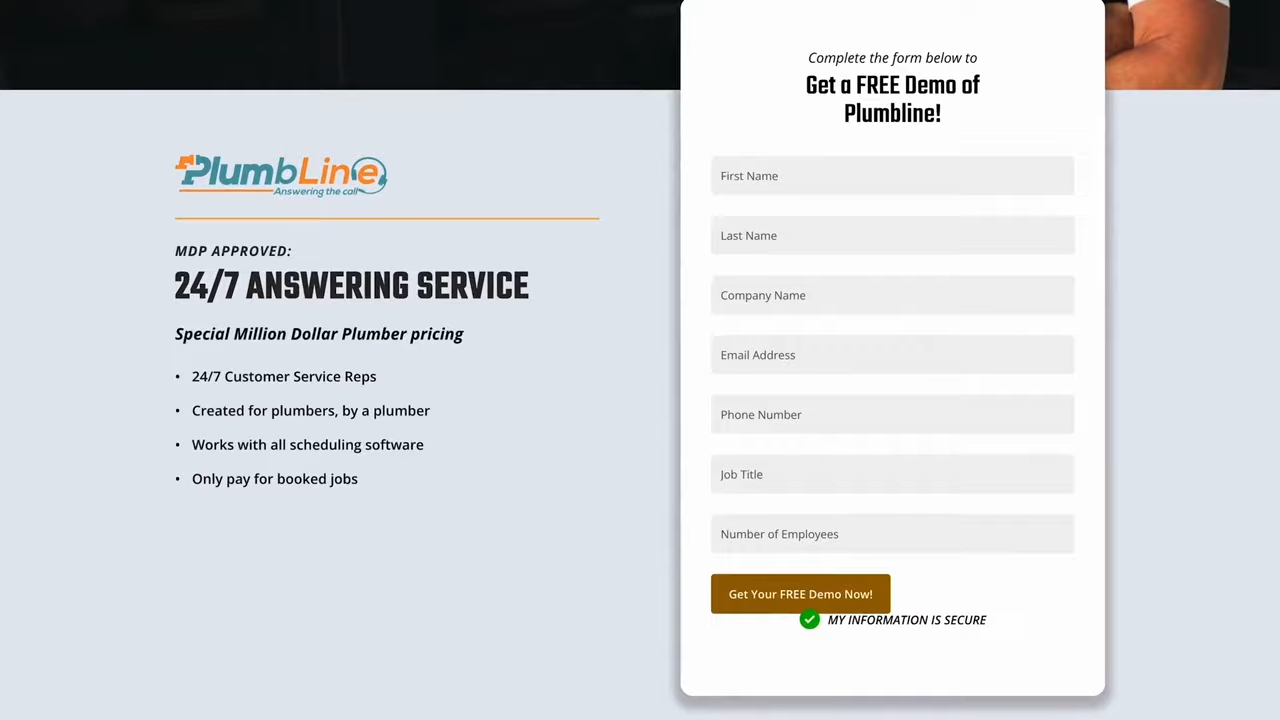 PlumbLine
Answering the call
MDP APPROVED:
24/7 ANSWERING SERVICE
Special Million Dollar Plumber pricing
• 24/7 Customer Service Reps
• Created for plumbers, by a plumber
• Works with all scheduling software
• Only pay for booked jobs
Complete the form below to
Get a FREE Demo of
Plumbline!
First Name
Last Name
Company Name
Email Address
Phone Number
Job Title
Number of Employees
Get Your FREE Demo Now!
MY INFORMATION IS SECURE